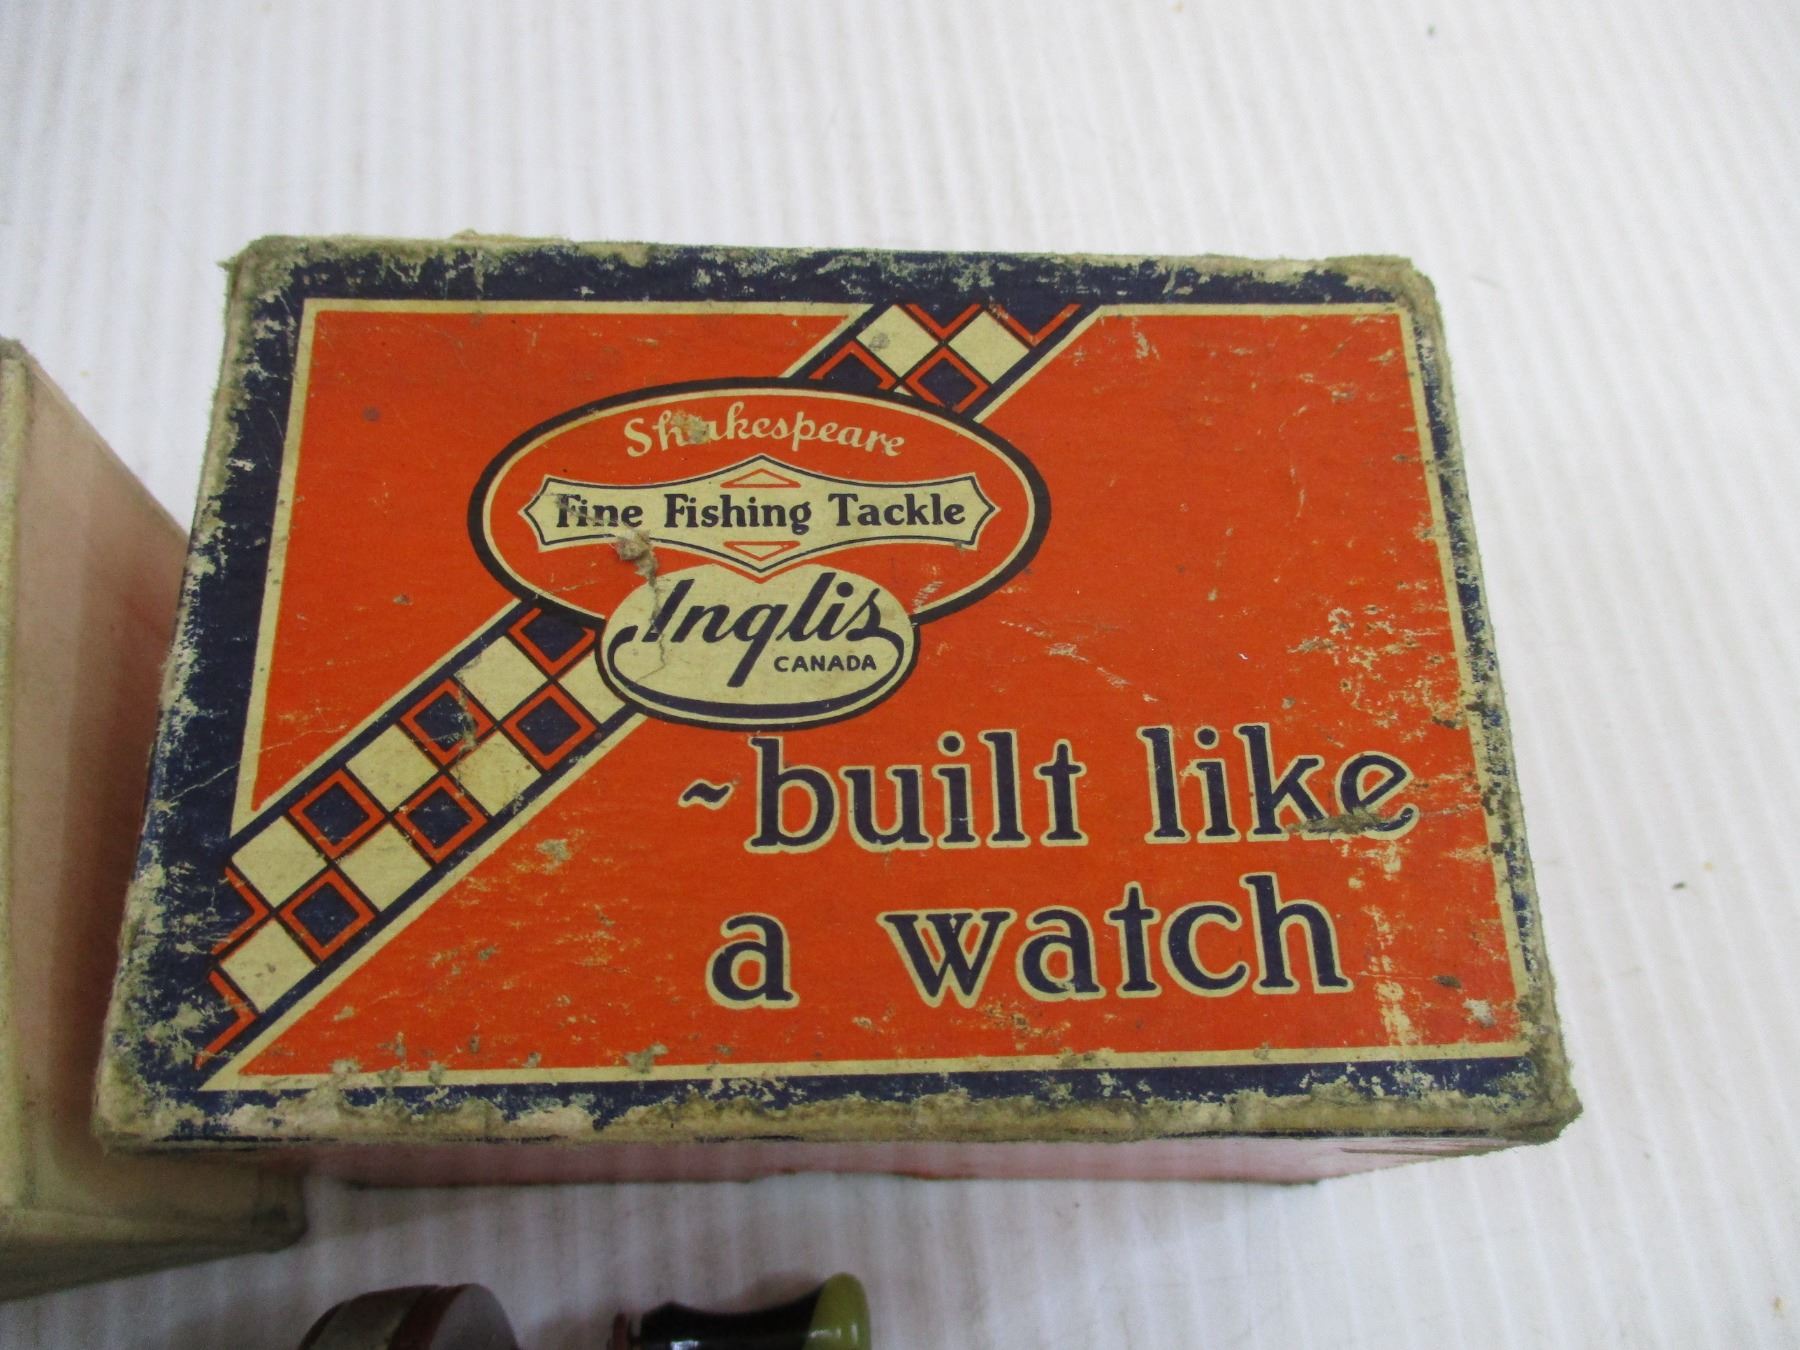 Shakespeare
Fine Fishing Tackle
Inglis
CANADA
~built like
a watch